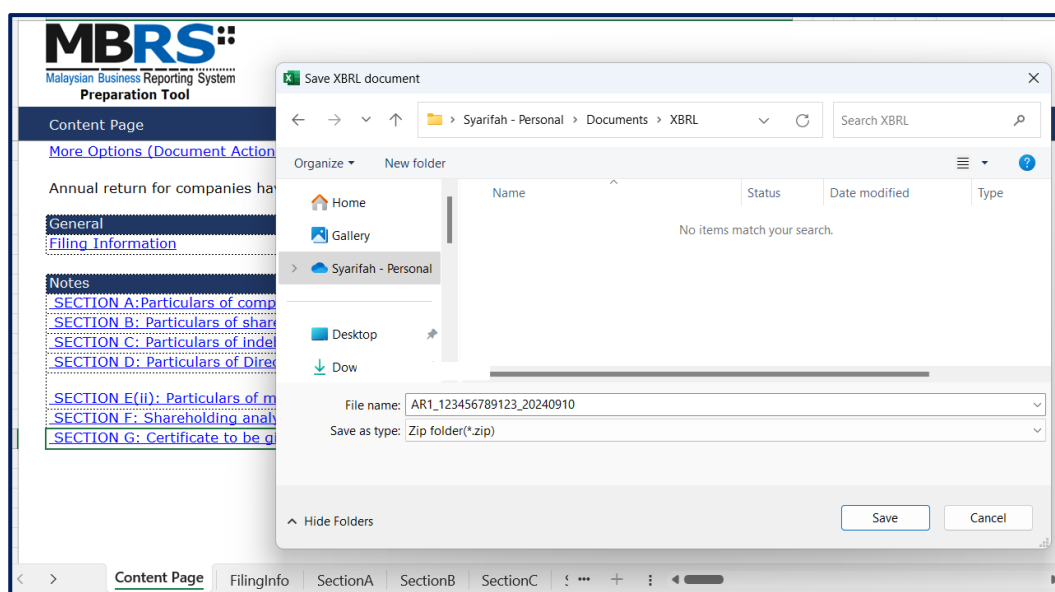 MBRS
Malaysian Business Reporting System
Preparation Tool
Content Page
More Options (Document Action
Annual return for companies ha
General
Filing Information
Notes
SECTION A:Particulars of comp
SECTION B: Particulars of share
SECTION C: Particulars of inde
SECTION D: Particulars of Direc
SECTION E(ii): Particulars of m
SECTION F: Shareholding analy
SECTION G: Certificate to be gi
Save XBRL document
Syarifah - Personal > Documents > XBRL
Search XBRL
Organize
New folder
Home
Gallery
Syarifah - Personal
Desktop
Dow
Name Status Date modified Type
No items match your search.
File name: AR1_123456789123_20240910
Save as type: Zip folder(*.zip)
Hide Folders
Save Cancel
Content Page FilingInfo SectionA SectionB SectionC